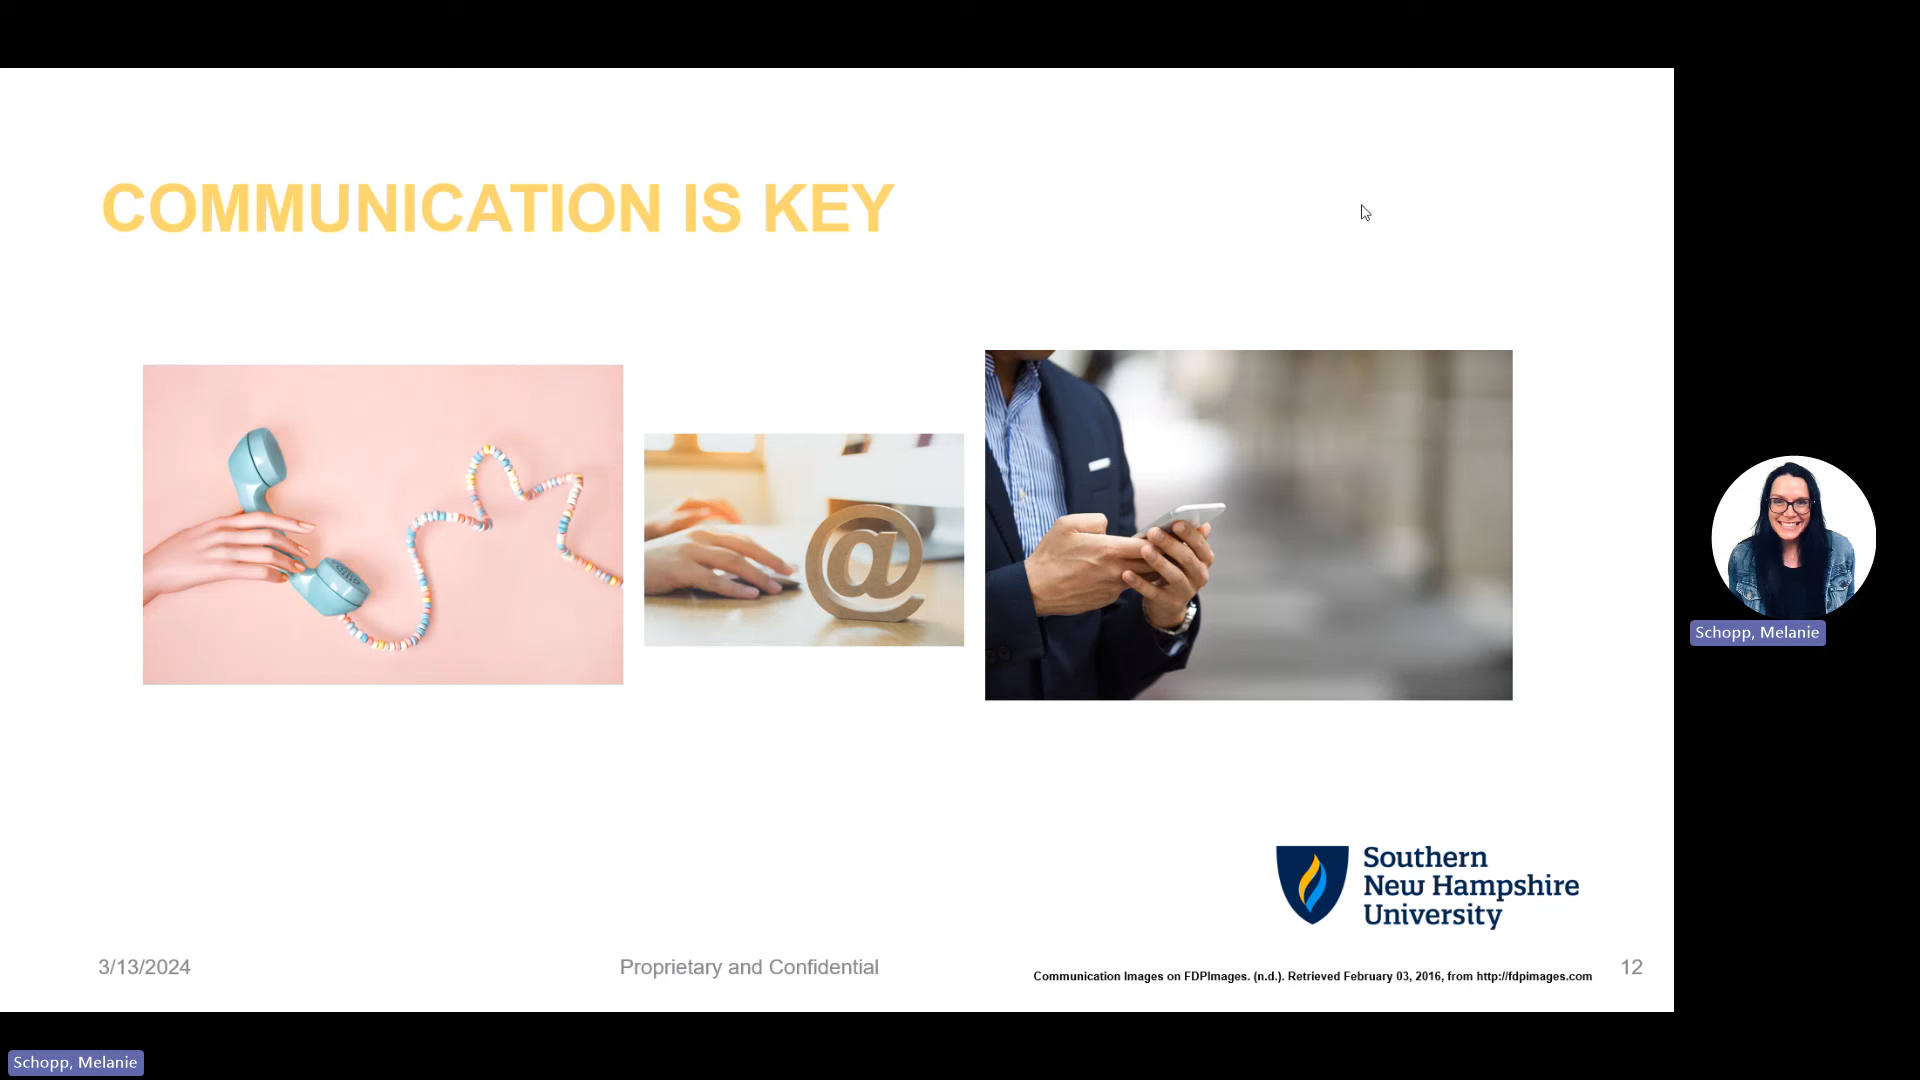 COMMUNICATION IS KEY
@
Schopp, Melanie
Southern
New Hampshire
University
3/13/2024
Proprietary and Confidential
Communication Images on FDPImages. (n.d.). Retrieved February 03, 2016, from http://fdpimages.com
12
Schopp, Melanie